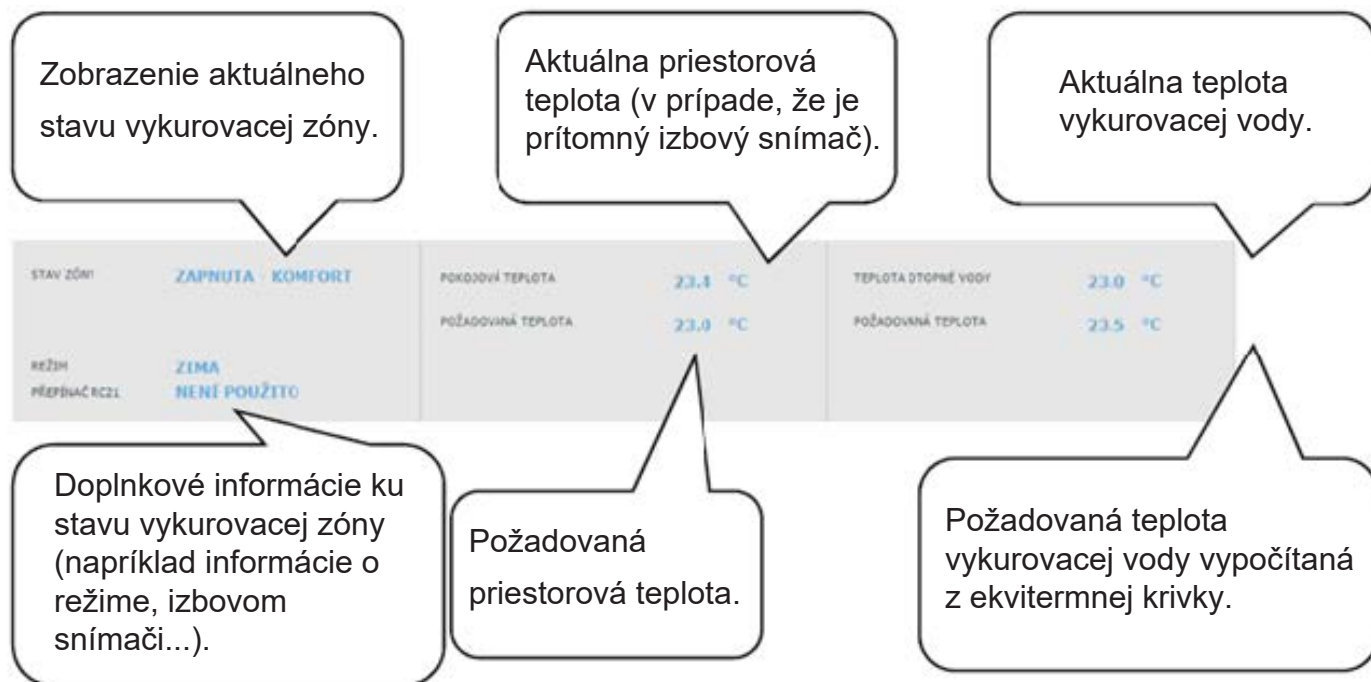 Zobrazenie aktuálneho
stavu vykurovacej zóny.
Aktuálna priestorová
teplota (v prípade, že je
prítomný izbový snímač).
Aktuálna teplota
vykurovacej vody.
STAV ZÓNY ZAPNUTA - KOMFORT
REŽIM ZIMA
PŘEPÍNAČ RC21 NENÍ POUŽITO
POKOJOVÁ TEPLOTA 23.4 °C
POŽADOVANÁ TEPLOTA 23.0 °C
TEPLOTA OTOPNÉ VODY 23.0 °C
POŽADOVANÁ TEPLOTA 23.5 °C
Doplnkové informácie ku
stavu vykurovacej zóny
(napríklad informácie o
režime, izbovom
snímači...).
Požadovaná
priestorová teplota.
Požadovaná teplota
vykurovacej vody vypočítaná
z ekvitermnej krivky.